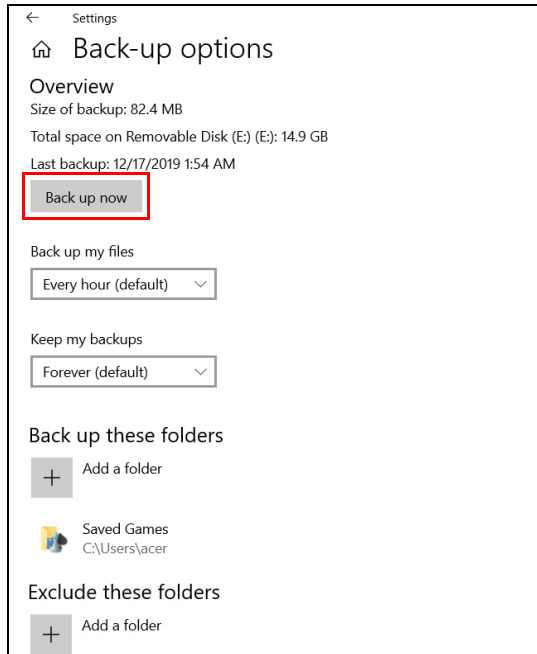 Settings
Back-up options
Overview
Size of backup: 82.4 MB
Total space on Removable Disk (E:) (E:): 14.9 GB
Last backup: 12/17/2019 1:54 AM
Back up now
Back up my files
Every hour (default)
Keep my backups
Forever (default)
Back up these folders
Add a folder
Saved Games
C:\Users\acer
Exclude these folders
Add a folder